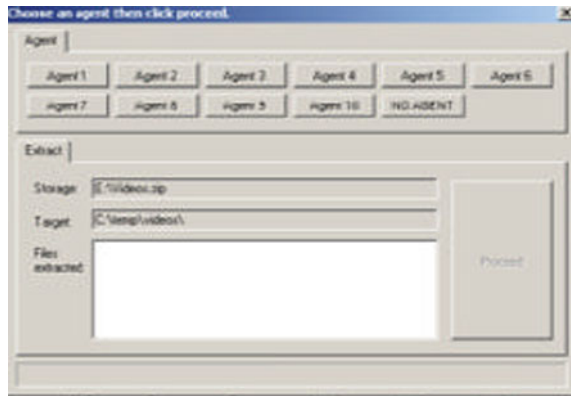 Choose an agent then click proceed.
Agent
Agent 1 Agent 2 Agent 3 Agent 4 Agent 5 Agent 6
Agent 7 Agent 8 Agent 9 Agent 10 NO AGENT
Extract
Storage: E:\Videos.zip
Target: C:\temp\videos\
Files
extracted:
Proceed